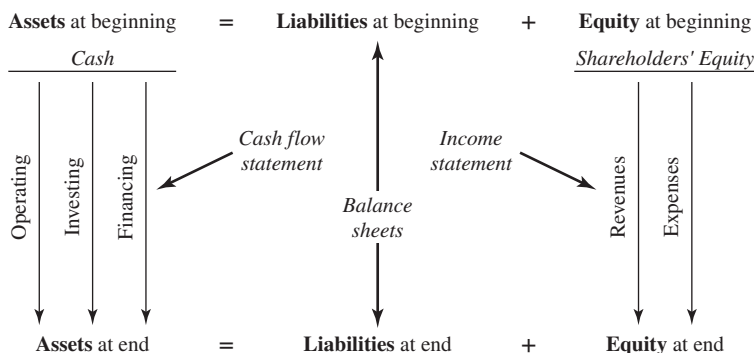 Assets at beginning = Liabilities at beginning + Equity at beginning
Cash
Shareholders' Equity
Operating
Investing
Financing
Cash flow
statement
Balance
sheets
Income
statement
Revenues
Expenses
Assets at end = Liabilities at end + Equity at end